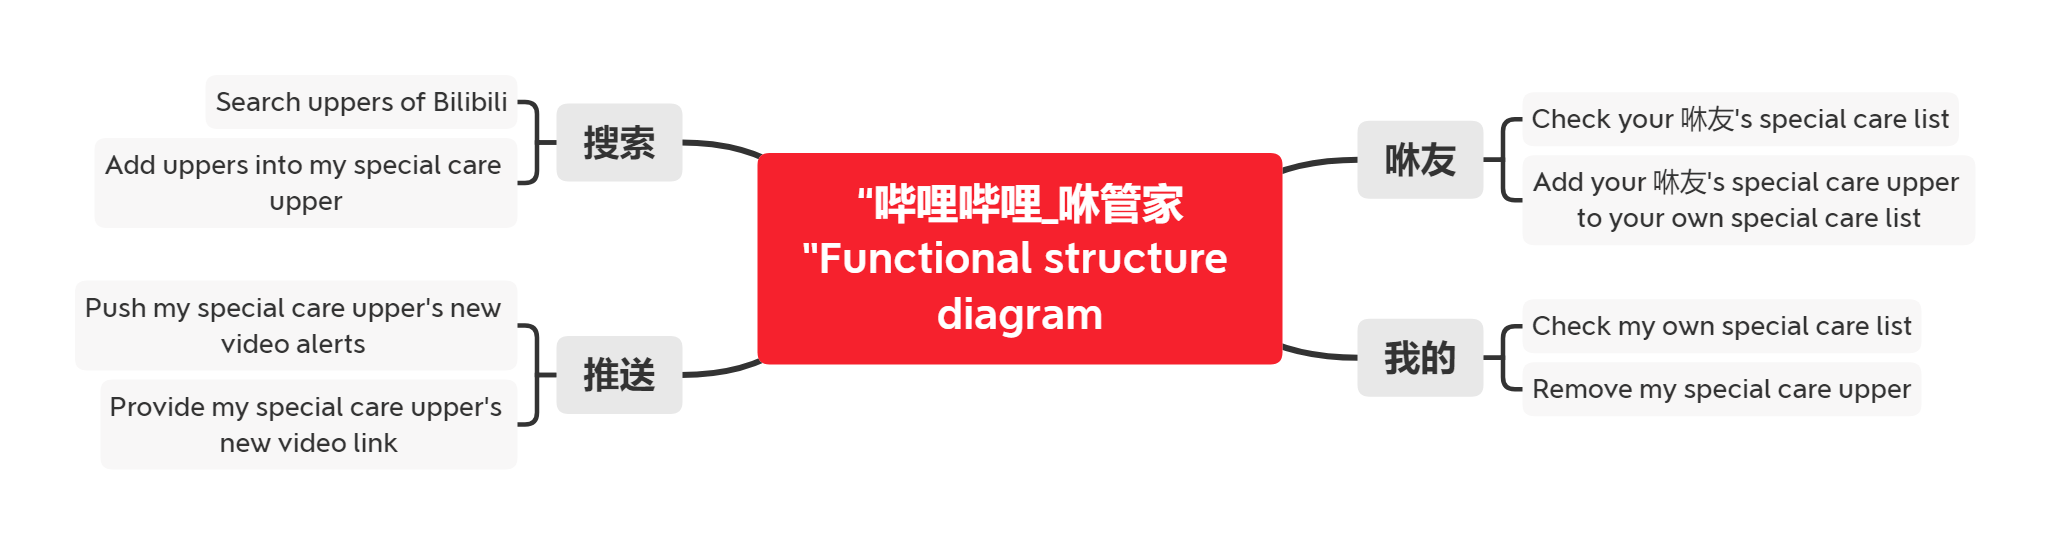 Search uppers of Bilibili
Add uppers into my special care
upper
搜索
Push my special care upper's new
video alerts
Provide my special care upper's
new video link
推送
“哔哩哔哩_咻管家
"Functional structure
diagram
咻友
Check your 咻友's special care list
Add your 咻友's special care upper
to your own special care list
我的
Check my own special care list
Remove my special care upper